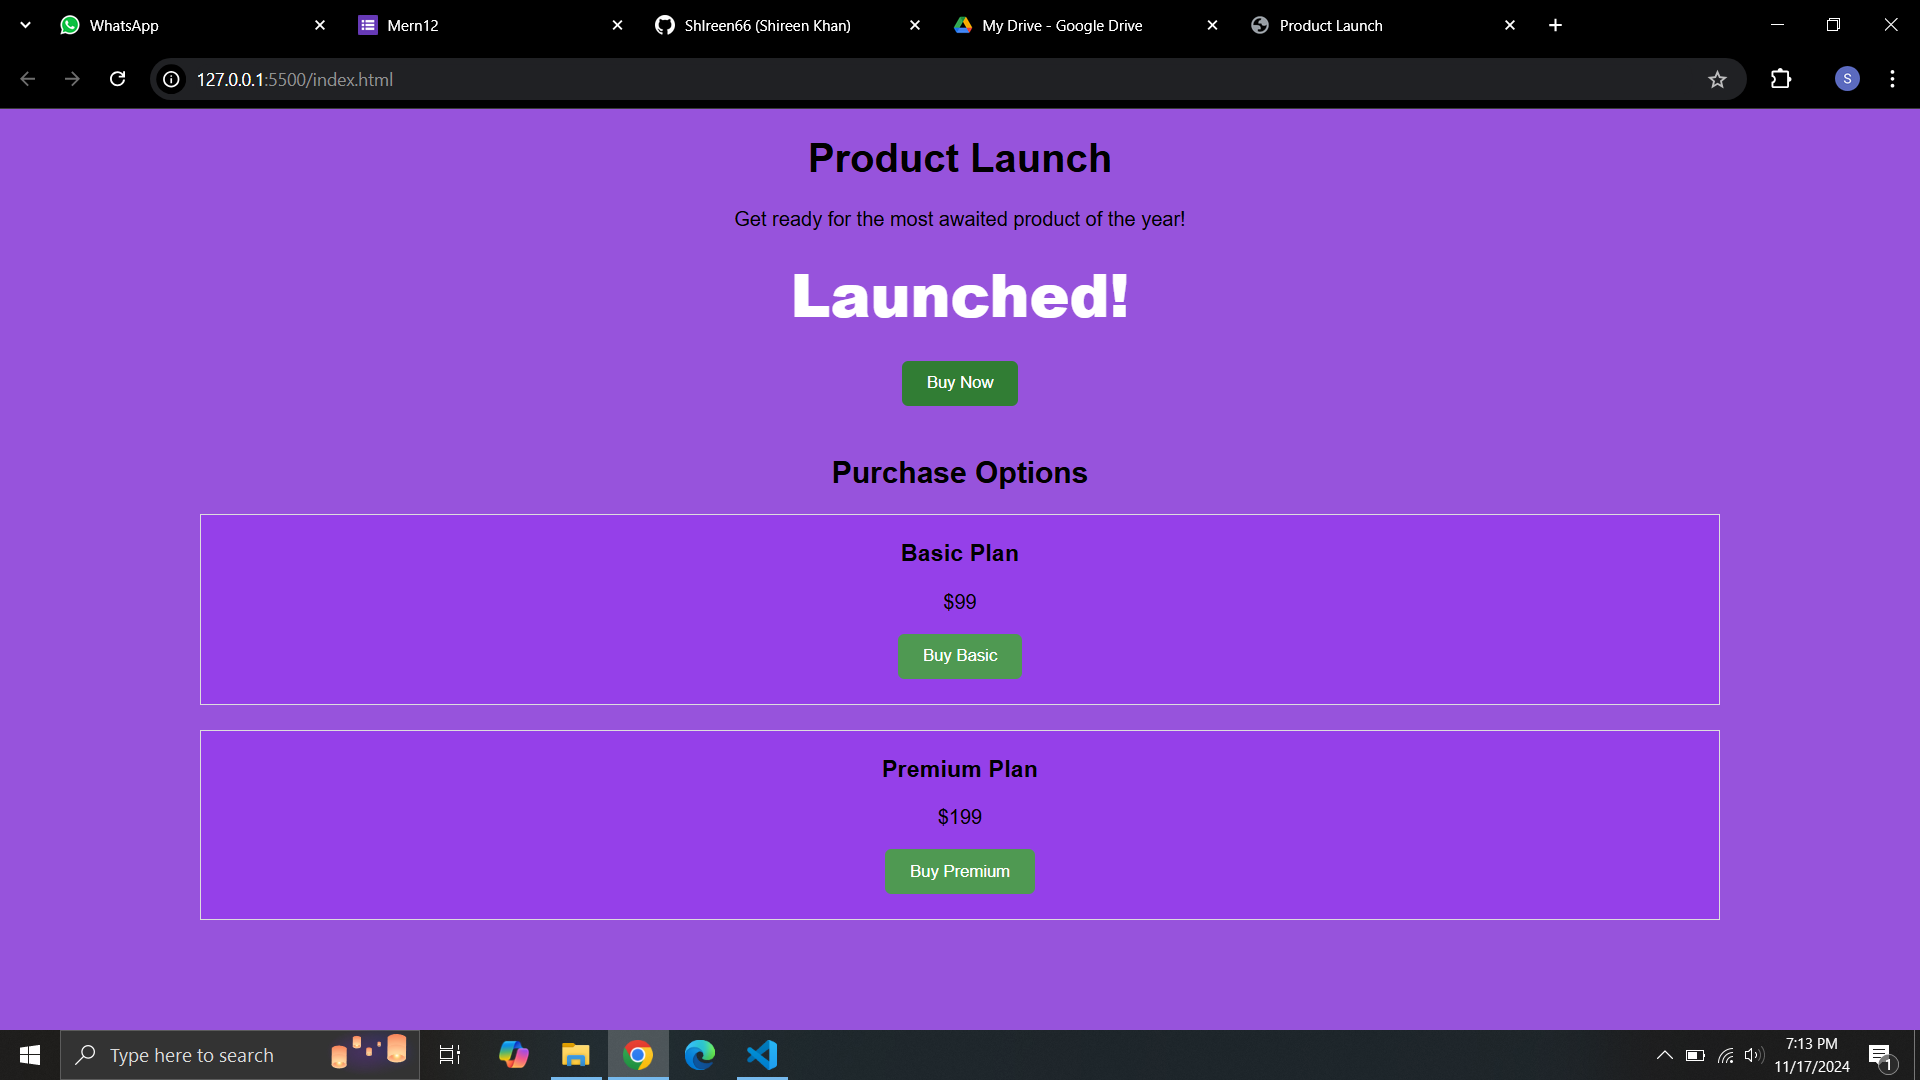 WhatsApp
Mern12
ShIreen66 (Shireen Khan)
My Drive - Google Drive
Product Launch
127.0.0.1:5500/index.html
S
Product Launch
Get ready for the most awaited product of the year!
Launched!
Buy Now
Purchase Options
Basic Plan
$99
Buy Basic
Premium Plan
$199
Buy Premium
Type here to search
7:13 PM
11/17/2024
1